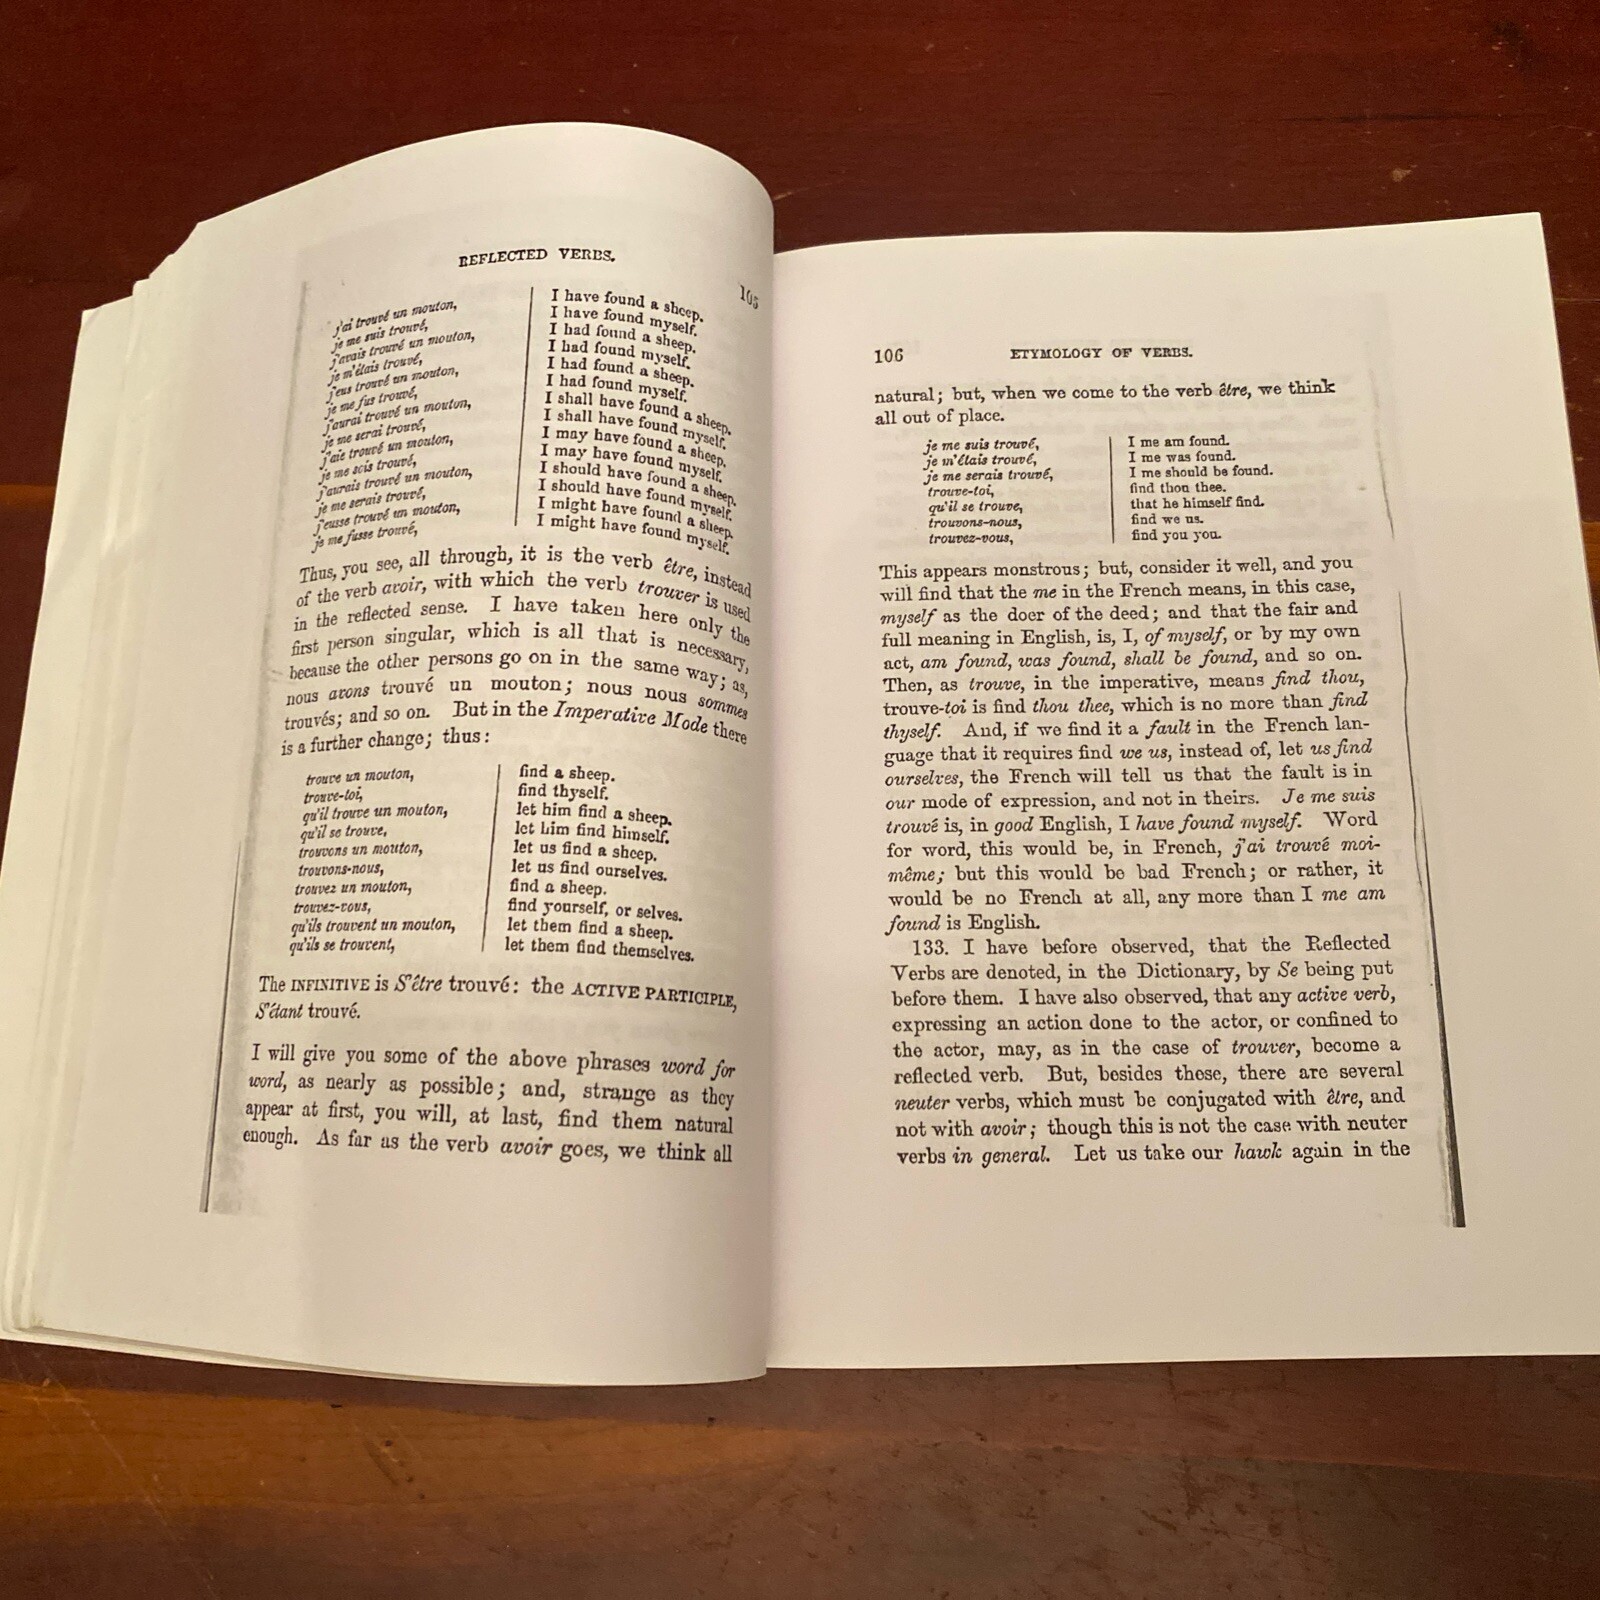 REFLECTED VERBS.
105
j'ai trouvé un mouton, I have found a sheep.
je me suis trouvé, I have found myself.
j'avais trouvé un mouton, I had found a sheep.
je m'étais trouvé, I had found myself.
j'eus trouvé un mouton, I had found a sheep.
je me fus trouvé, I had found myself.
j'aurai trouvé un mouton, I shall have found a sheep.
je me serai trouvé, I shall have found myself.
j'aie trouvé un mouton, I may have found a sheep.
je me sois trouvé, I may have found myself.
j'aurais trouvé un mouton, I should have found a sheep.
je me serais trouvé, I should have found myself.
j'eusse trouvé un mouton, I might have found a sheep.
je me fusse trouvé, I might have found myself.
Thus, you see, all through, it is the verb être, instead
of the verb avoir, with which the verb trouver is used
in the reflected sense. I have taken here only the
first person singular, which is all that is necessary,
because the other persons go on in the same way; as,
nous avons trouvé un mouton; nous nous sommes
trouvés; and so on. But in the Imperative Mode there
is a further change; thus:
trouve un mouton, find a sheep.
trouve-toi, find thyself.
qu'il trouve un mouton, let him find a sheep.
qu'il se trouve, let him find himself.
trouvons un mouton, let us find a sheep.
trouvons-nous, let us find ourselves.
trouvez un mouton, find a sheep.
trouvez-vous, find yourself, or selves.
qu'ils trouvent un mouton, let them find a sheep.
qu'ils se trouvent, let them find themselves.
The INFINITIVE is S'être trouvé: the ACTIVE PARTICIPLE,
S'étant trouvé.
I will give you some of the above phrases word for
word, as nearly as possible; and, strange as they
appear at first, you will, at last, find them natural
enough. As far as the verb avoir goes, we think all
106 ETYMOLOGY OF VERBS.
natural; but, when we come to the verb être, we think
all out of place.
je me suis trouvé, I me am found.
je m'étais trouvé, I me was found.
je me serais trouvé, I me should be found.
trouve-toi, find thou thee.
qu'il se trouve, that he himself find.
trouvons-nous, find we us.
trouvez-vous, find you you.
This appears monstrous; but, consider it well, and you
will find that the me in the French means, in this case,
myself as the doer of the deed; and that the fair and
full meaning in English, is, I, of myself, or by my own
act, am found, was found, shall be found, and so on.
Then, as trouve, in the imperative, means find thou,
trouve-toi is find thou thee, which is no more than find
thyself. And, if we find it a fault in the French lan-
guage that it requires find we us, instead of, let us find
ourselves, the French will tell us that the fault is in
our mode of expression, and not in theirs. Je me suis
trouvé is, in good English, I have found myself. Word
for word, this would be, in French, j'ai trouvé moi-
même; but this would be bad French; or rather, it
would be no French at all, any more than I me am
found is English.
133. I have before observed, that the Reflected
Verbs are denoted, in the Dictionary, by Se being put
before them. I have also observed, that any active verb,
expressing an action done to the actor, or confined to
the actor, may, as in the case of trouver, become a
reflected verb. But, besides these, there are several
neuter verbs, which must be conjugated with être, and
not with avoir; though this is not the case with neuter
verbs in general. Let us take our hawk again in the